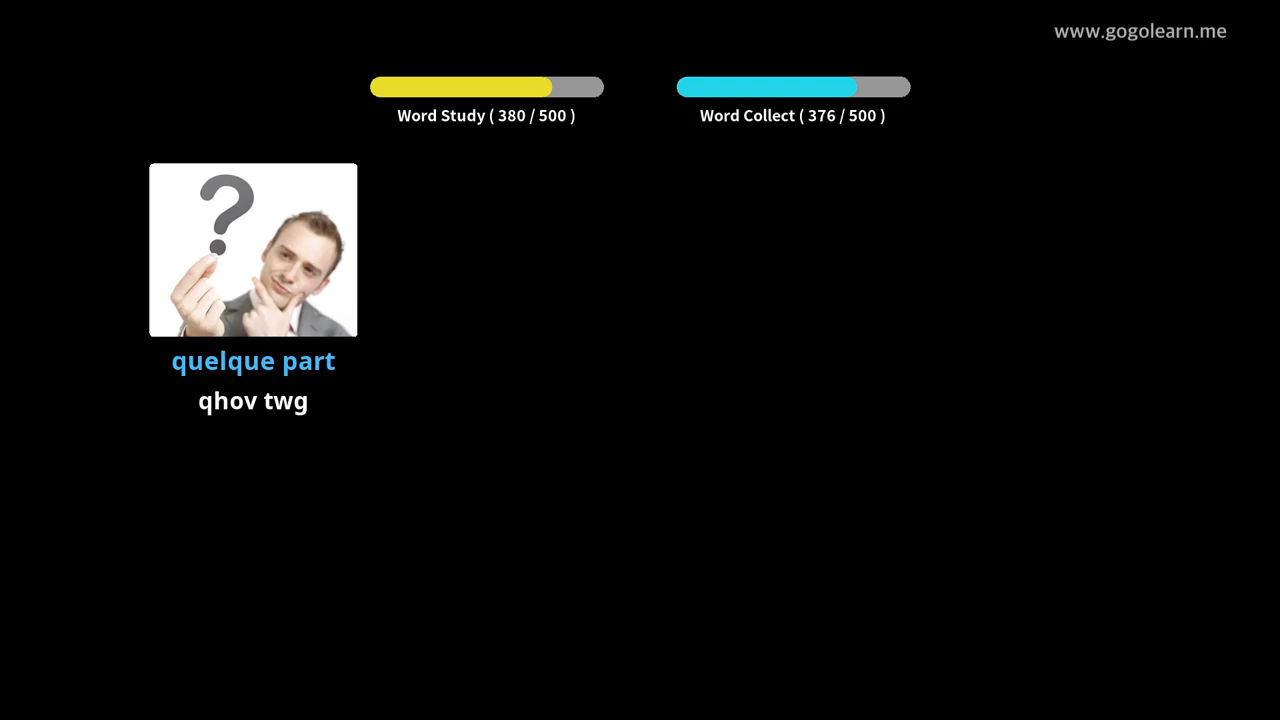 www.gogolearn.me
Word Study ( 380 / 500 )
Word Collect ( 376 / 500 )
?
quelque part
qhov twg